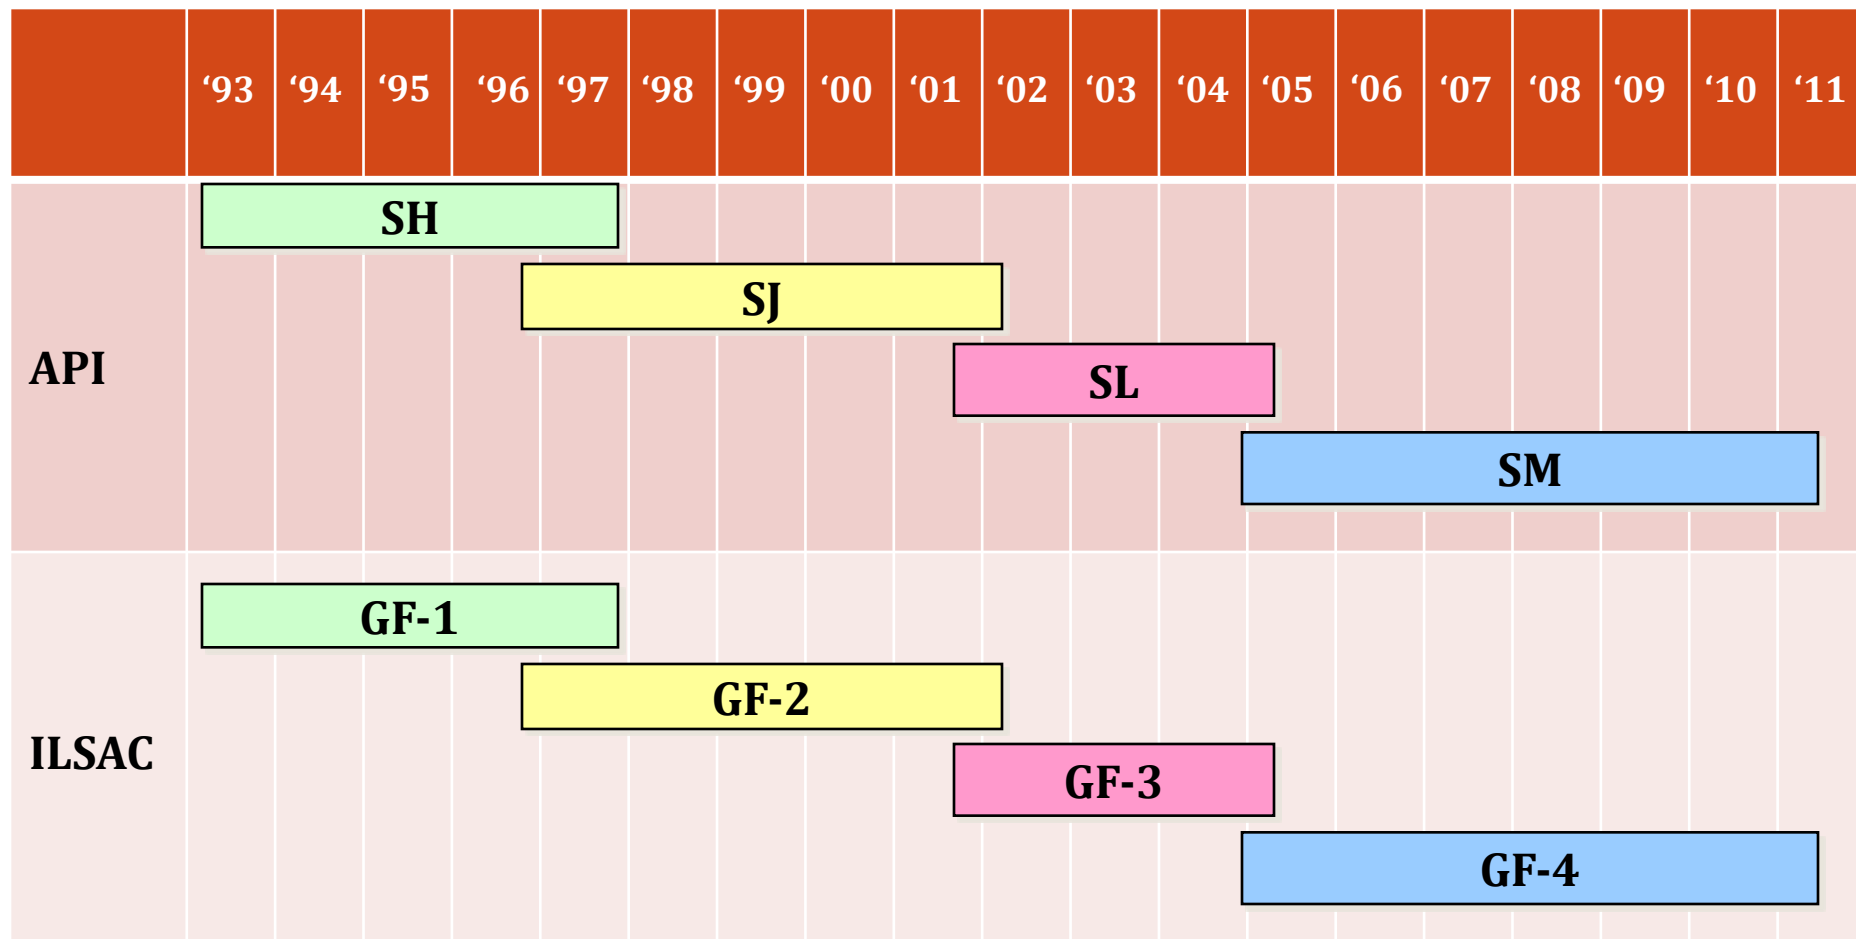 ‘93 ‘94 ‘95 ‘96 ‘97 ‘98 ‘99 ‘00 ‘01 ‘02 ‘03 ‘04 ‘05 ‘06 ‘07 ‘08 ‘09 ‘10 ‘11
API
SH
SJ
SL
SM
ILSAC
GF-1
GF-2
GF-3
GF-4